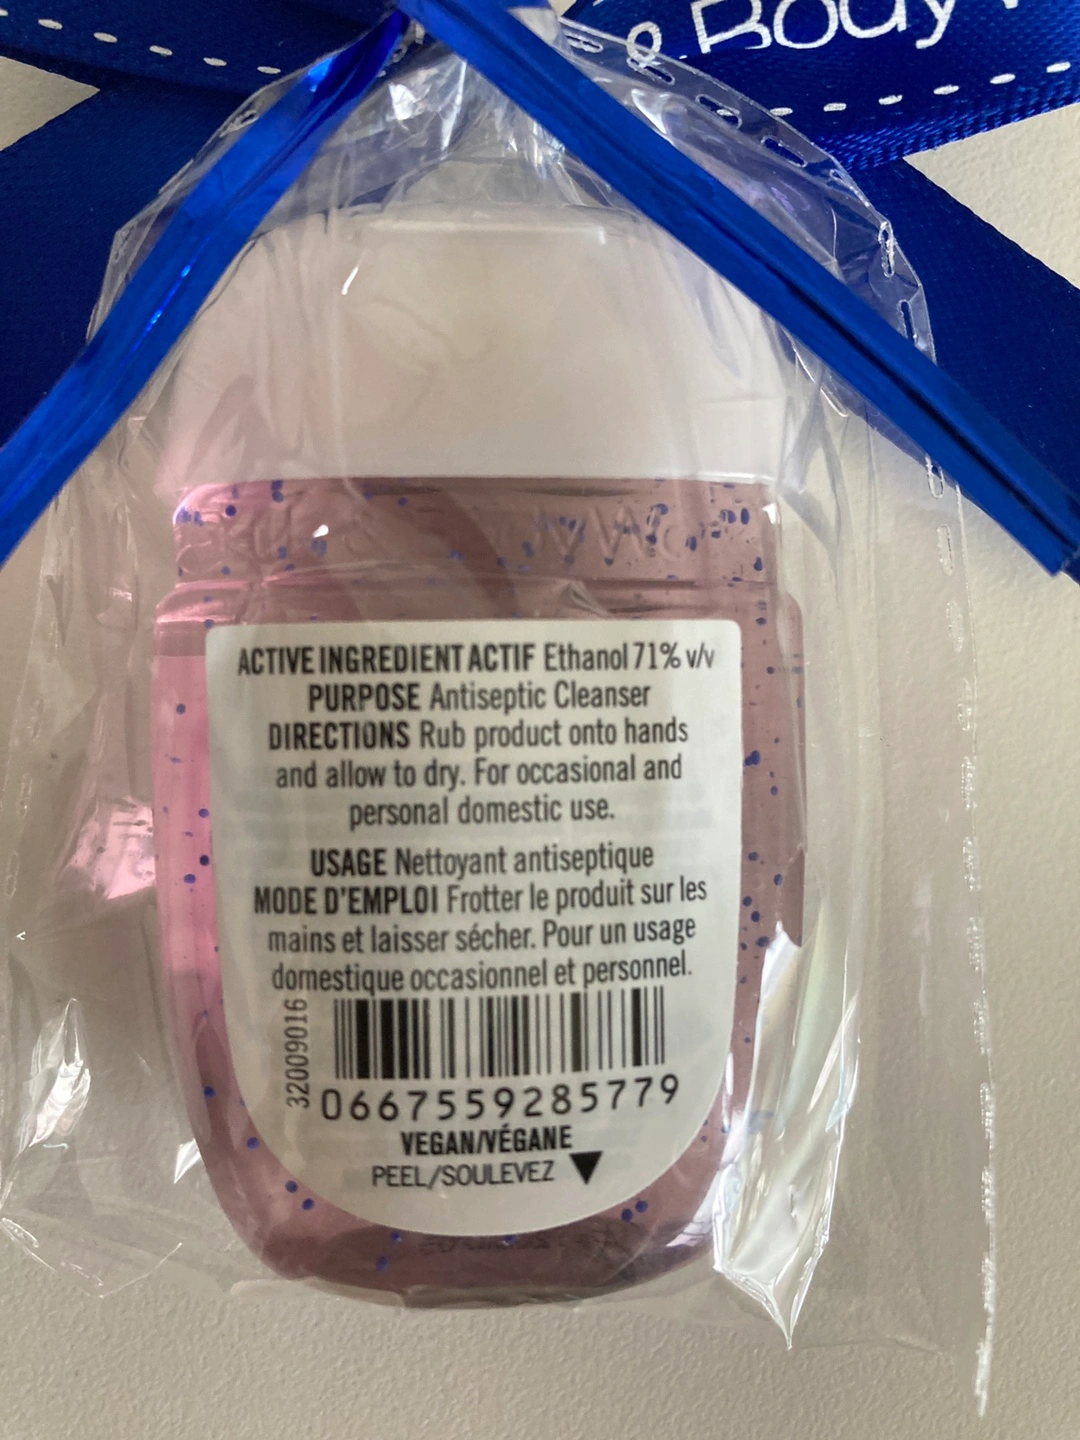 & Body
ACTIVE INGREDIENT ACTIF Ethanol 71% v/v
PURPOSE Antiseptic Cleanser
DIRECTIONS Rub product onto hands
and allow to dry. For occasional and
personal domestic use.
USAGE Nettoyant antiseptique
MODE D'EMPLOI Frotter le produit sur les
mains et laisser sécher. Pour un usage
domestique occasionnel et personnel.
32009016
0667559285779
VEGAN/VÉGANE
PEEL/SOULEVEZ